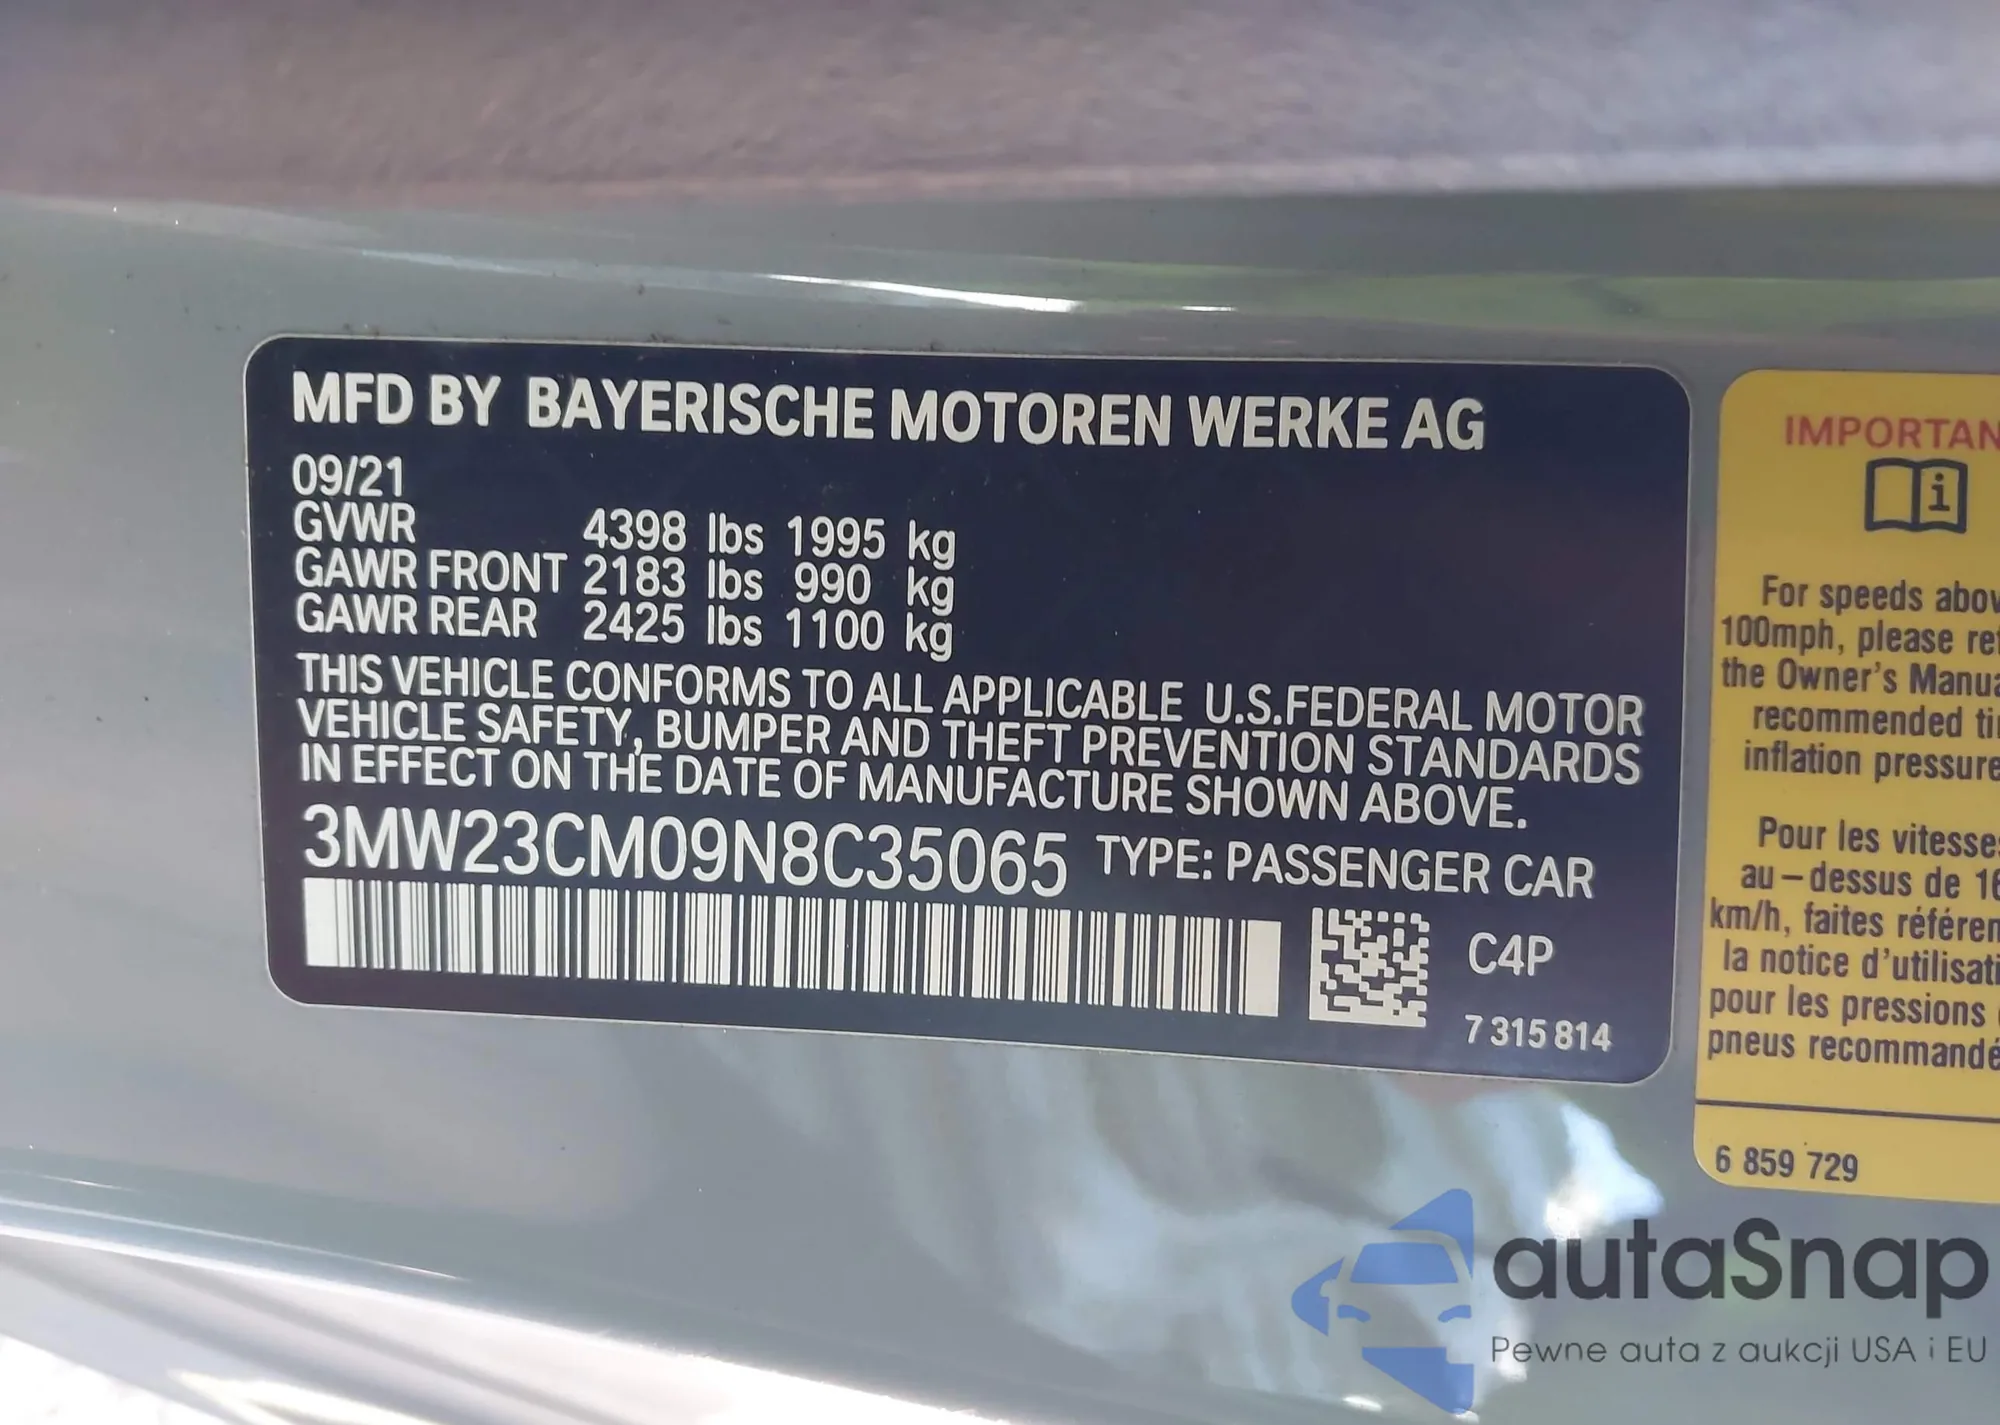 MFD BY BAYERISCHE MOTOREN WERKE AG
09/21
GVWR 4398 lbs 1995 kg
GAWR FRONT 2183 lbs 990 kg
GAWR REAR 2425 lbs 1100 kg
THIS VEHICLE CONFORMS TO ALL APPLICABLE U.S.FEDERAL MOTOR
VEHICLE SAFETY, BUMPER AND THEFT PREVENTION STANDARDS
IN EFFECT ON THE DATE OF MANUFACTURE SHOWN ABOVE.
3MW23CM09N8C35065 TYPE: PASSENGER CAR
C4P
7 315 814
IMPORTAN
i
For speeds abov
100mph, please ref
the Owner's Manua
recommended ti
inflation pressure
Pour les vitesse
au-dessus de 16
km/h, faites référen
la notice d'utilisati
pour les pressions
pneus recommandé
6 859 729
autaSnap
Pewne auta z aukcji USA i EU